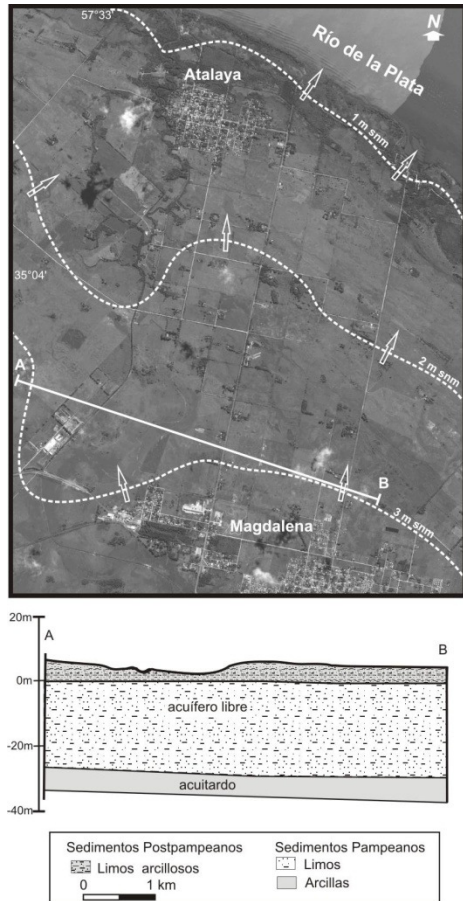 57°33'
N
Río de la Plata
Atalaya
1 m snm
35°04'
2 m snm
A
B
3 m snm
Magdalena
20m
A
B
0m
acuífero libre
-20m
acuitardo
-40m
Sedimentos Postpampeanos
Limos arcillosos
0 1 km
Sedimentos Pampeanos
Limos
Arcillas